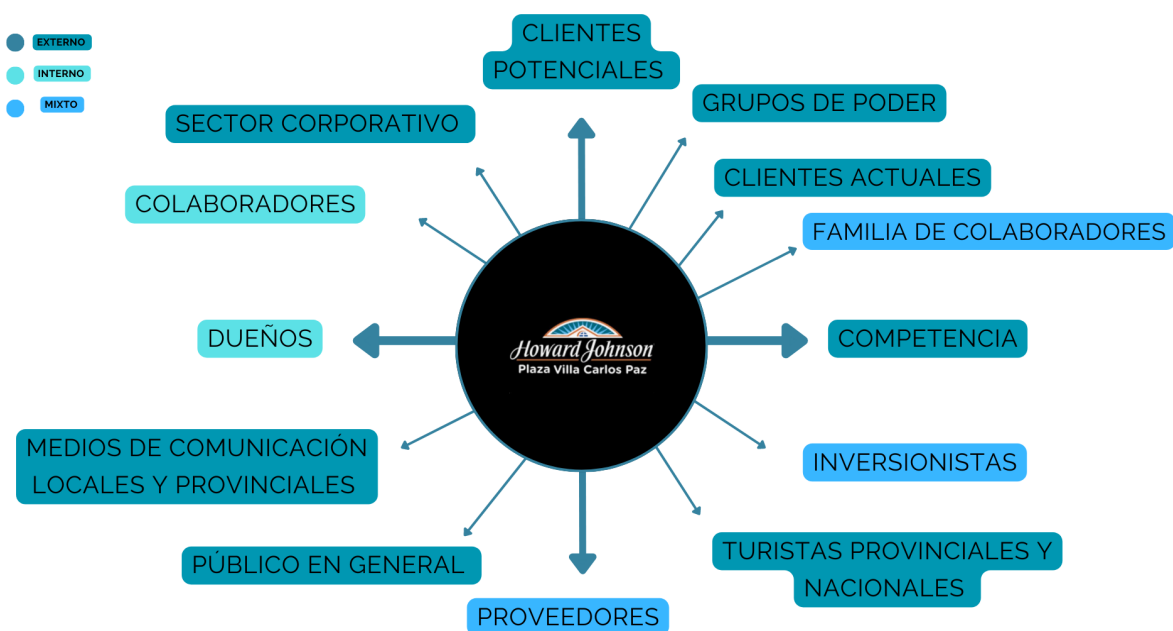 EXTERNO
INTERNO
MIXTO
CLIENTES
POTENCIALES
GRUPOS DE PODER
SECTOR CORPORATIVO
CLIENTES ACTUALES
COLABORADORES
FAMILIA DE COLABORADORES
DUEÑOS
Howard Johnson
Plaza Villa Carlos Paz
COMPETENCIA
MEDIOS DE COMUNICACIÓN
LOCALES Y PROVINCIALES
INVERSIONISTAS
PÚBLICO EN GENERAL
TURISTAS PROVINCIALES Y
NACIONALES
PROVEEDORES